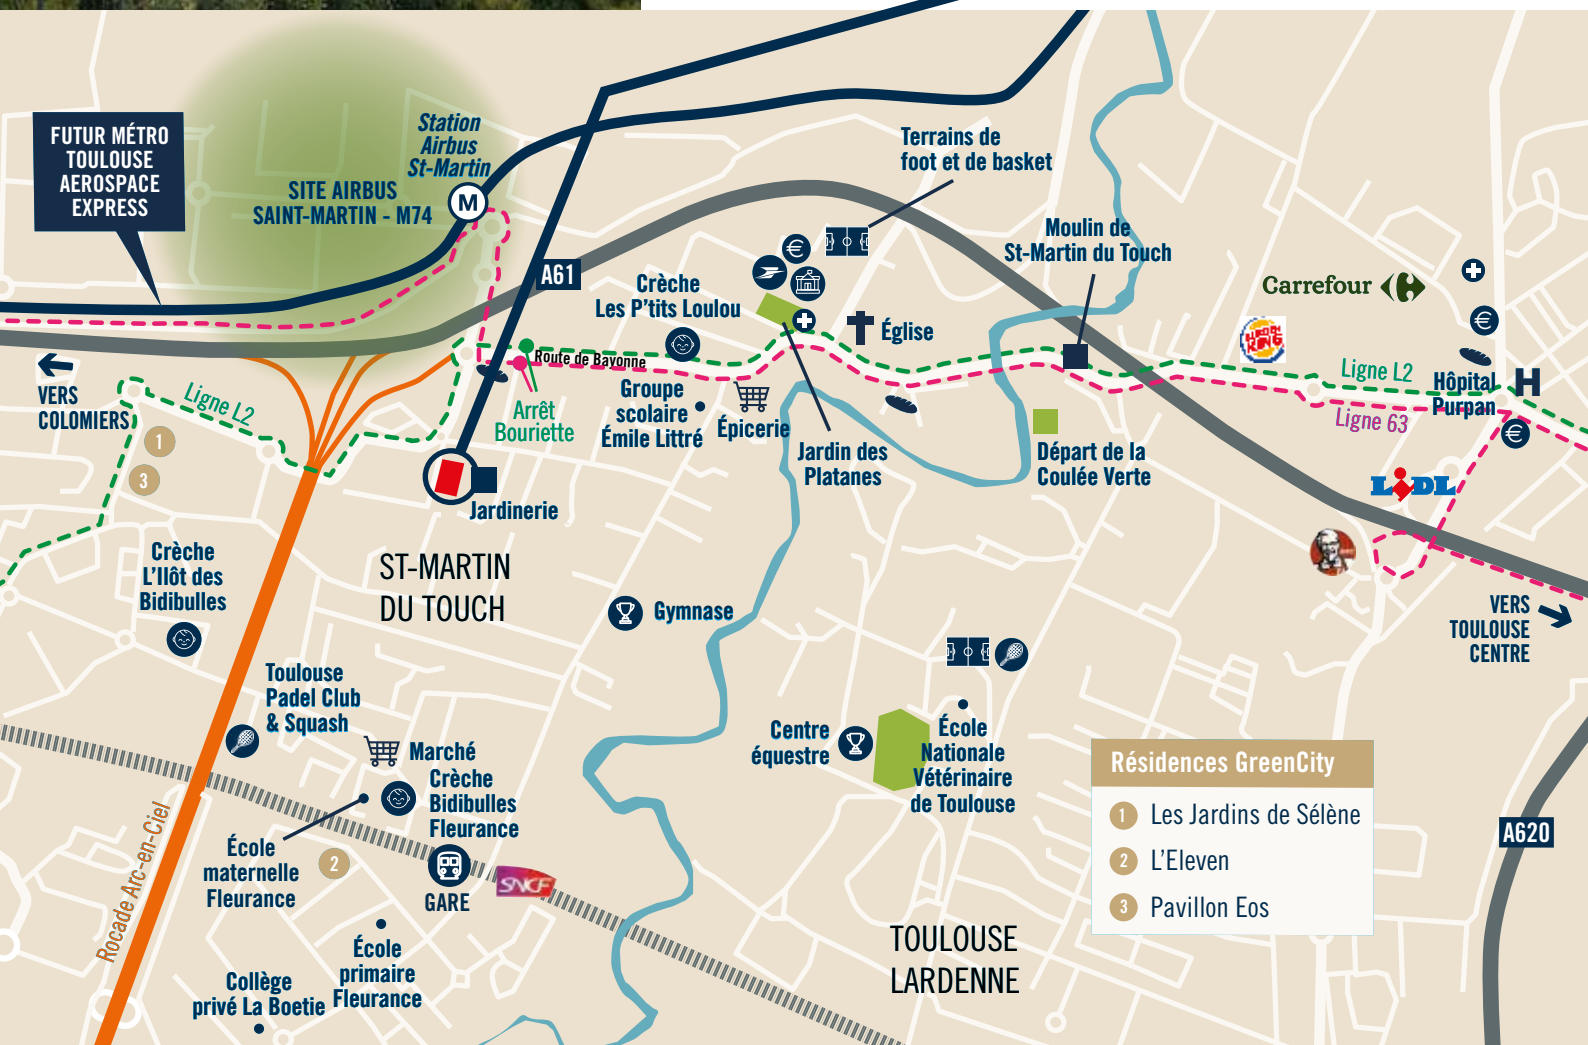 FUTUR MÉTRO
TOULOUSE
AEROSPACE
EXPRESS
Station
Airbus
St-Martin
SITE AIRBUS
SAINT-MARTIN - M74
M
A61
Terrains de
foot et de basket
Moulin de
St-Martin du Touch
Crèche
Les P'tits Loulou
€
Église
Carrefour
€
BURGER
KING
VERS
COLOMIERS
Ligne L2
Route de Bayonne
Arrêt
Bouriette
Groupe
scolaire
Émile Littré
Épicerie
Jardin des
Platanes
Départ de la
Coulée Verte
Ligne L2
Ligne 63
Hôpital
Purpan
H
€
LIDL
1
3
Jardinerie
Crèche
L'Ilôt des
Bidibulles
ST-MARTIN
DU TOUCH
Gymnase
VERS
TOULOUSE
CENTRE
Toulouse
Padel Club
& Squash
Marché
Crèche
Bidibulles
Fleurance
Centre
équestre
École
Nationale
Vétérinaire
de Toulouse
Résidences GreenCity
1 Les Jardins de Sélène
2 L'Eleven
3 Pavillon Eos
A620
Rocade Arc-en-Ciel
École
maternelle
Fleurance
2
GARE
SNCF
École
primaire
Fleurance
Collège
privé La Boetie
TOULOUSE
LARDENNE